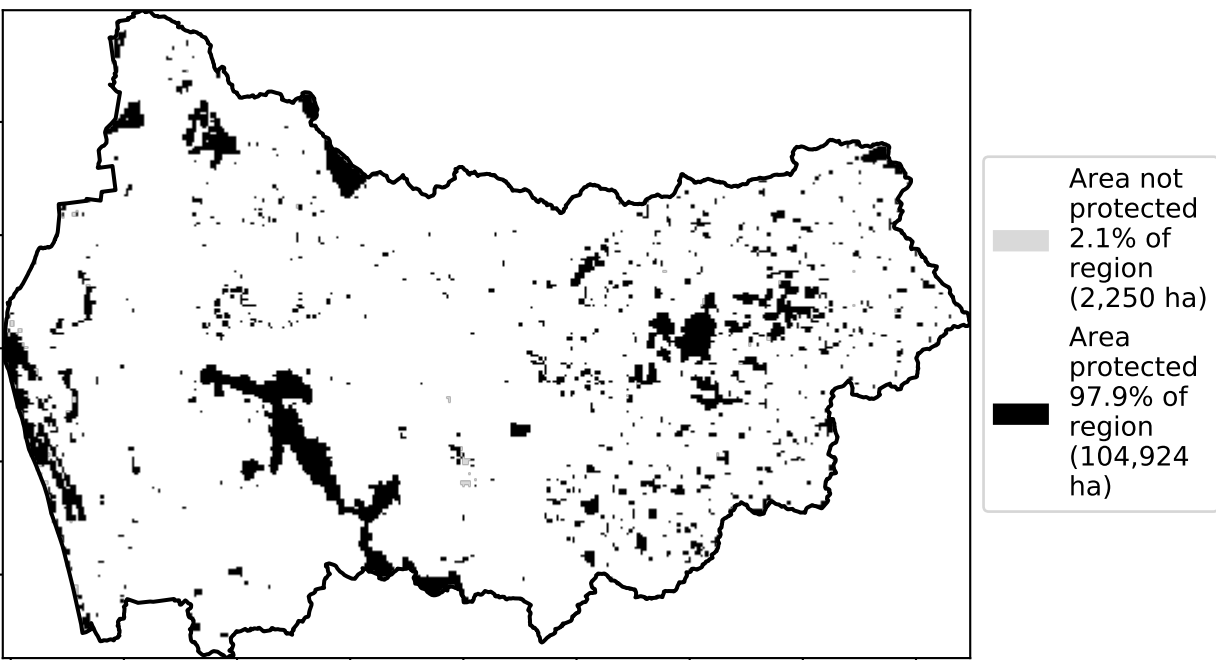 Area not
protected
2.1% of
region
(2,250 ha)
Area
protected
97.9% of
region
(104,924
ha)